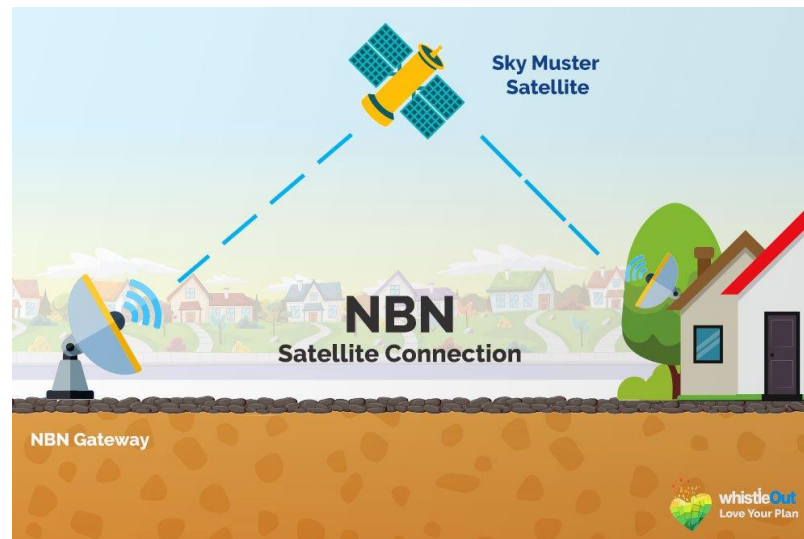 Sky Muster
Satellite
NBN
Satellite Connection
NBN Gateway
whistleOut
Love Your Plan